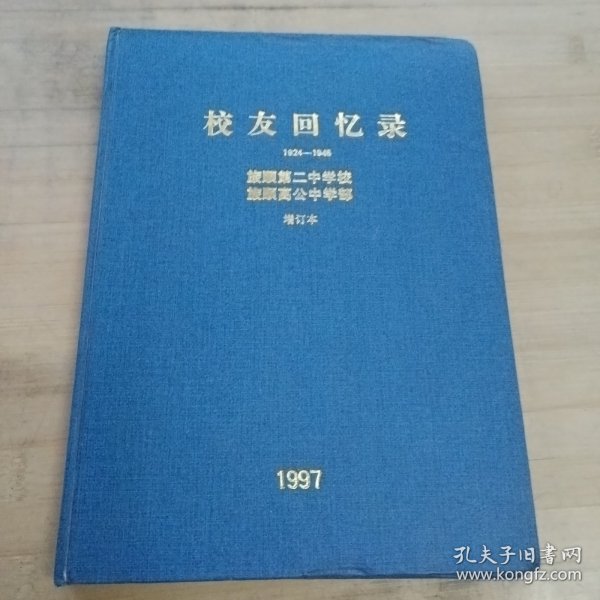 校友回忆录
1924—1945
旅顺第二中学校
旅顺高公中学部
增订本
1997
孔夫子旧书网
www.kongfz.com